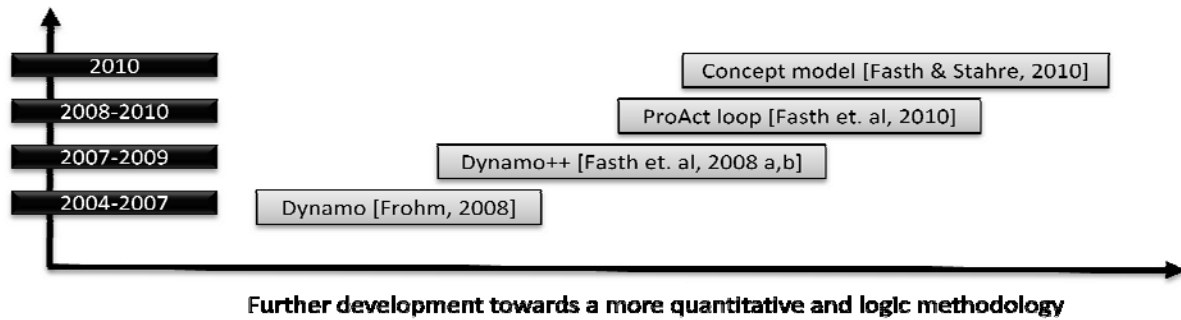 2010 Concept model [Fasth & Stahre, 2010]
2008-2010 ProAct loop [Fasth et. al, 2010]
2007-2009 Dynamo++ [Fasth et. al, 2008 a,b]
2004-2007 Dynamo [Frohm, 2008]
Further development towards a more quantitative and logic methodology